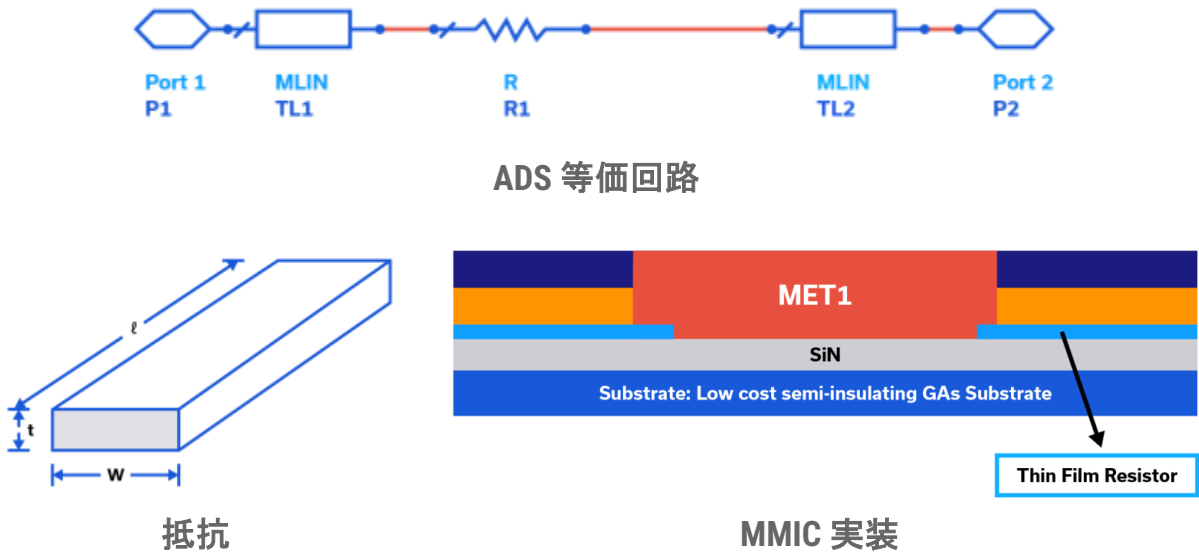 Port 1 MLIN R MLIN Port 2
P1 TL1 R1 TL2 P2
ADS 等価回路
ℓ
t
W
抵抗
MET1
SiN
Substrate: Low cost semi-insulating GAs Substrate
Thin Film Resistor
MMIC 実装